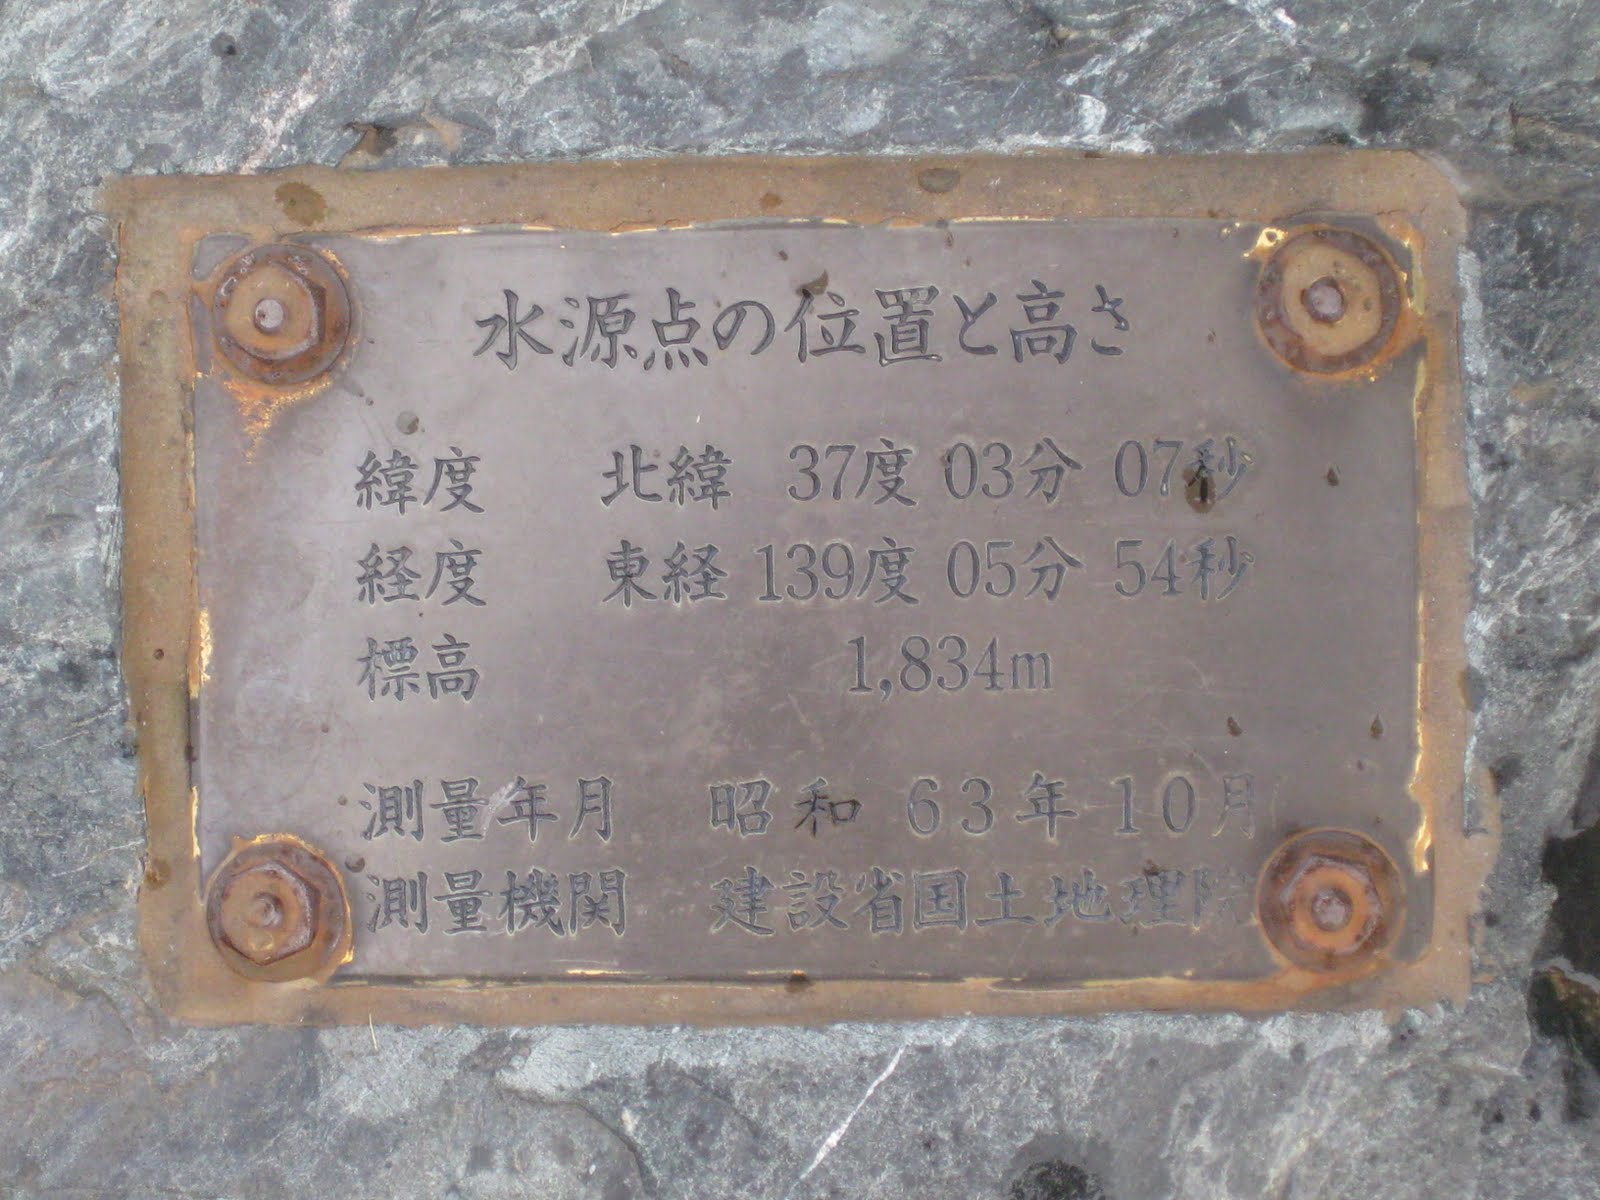 水源点の位置と高さ
緯度 北緯 37度 03分 07秒
経度 東経 139度 05分 54秒
標高 1,834m
測量年月 昭和 63年 10月
測量機関 建設省国土地理院